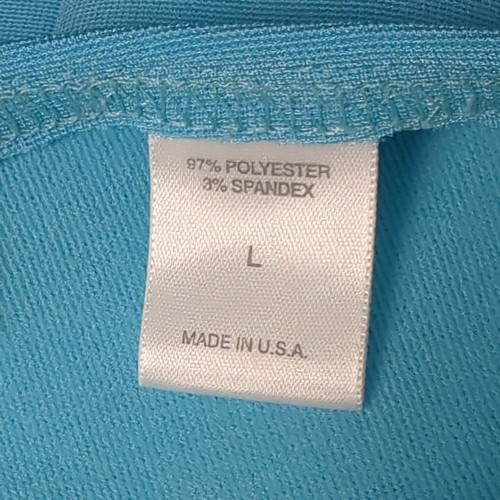 97% POLYESTER
3% SPANDEX
L
MADE IN U.S.A.